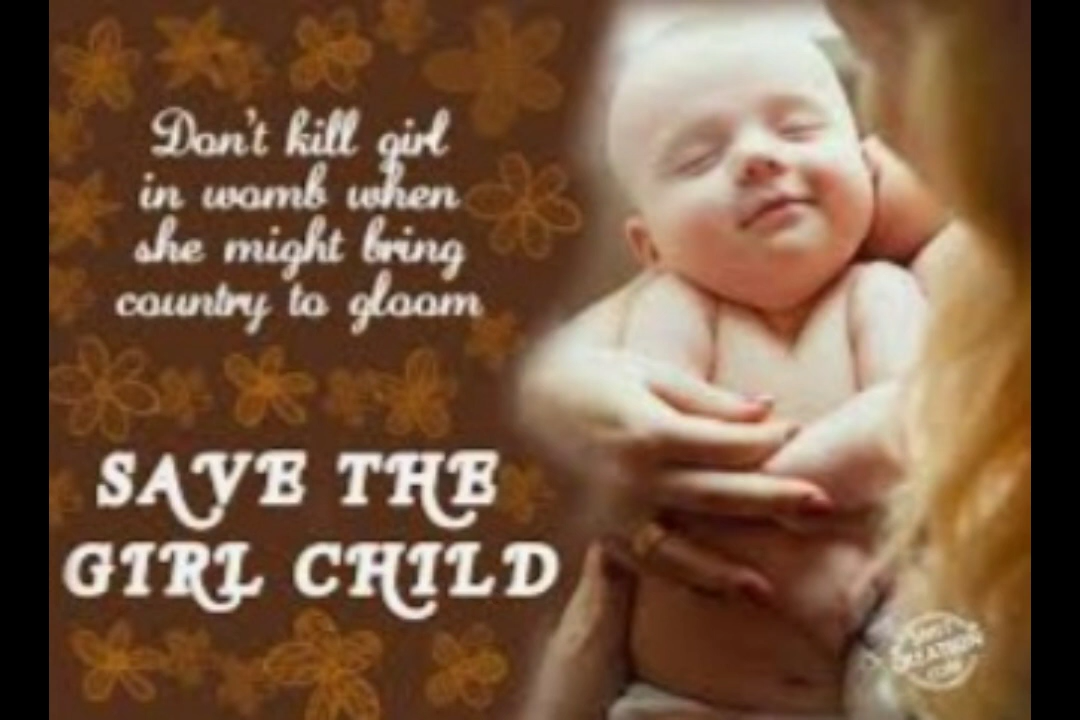 Don't kill girl
in womb when
she might bring
country to gloom
SAVE THE
GIRL CHILD